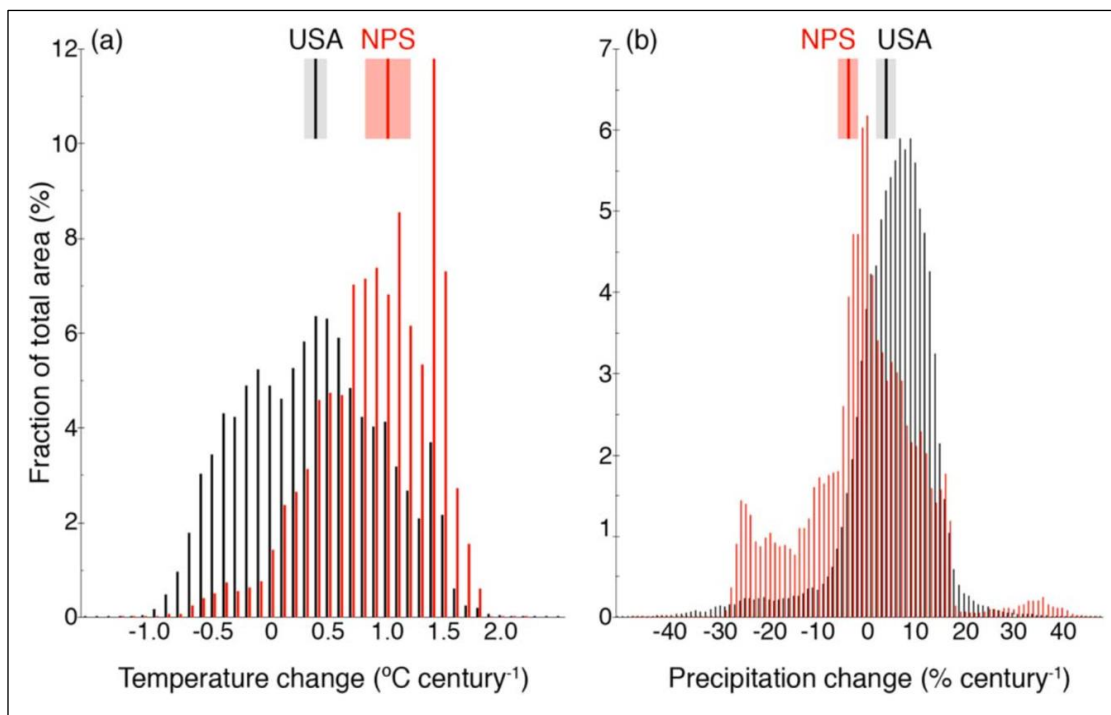 (a) USA NPS
12
10
8
6
4
2
0
Fraction of total area (%)
-1.0 -0.5 0 0.5 1.0 1.5 2.0
Temperature change (ºC century-1)
(b) NPS USA
7
6
5
4
3
2
1
0
-40 -30 -20 -10 0 10 20 30 40
Precipitation change (% century-1)